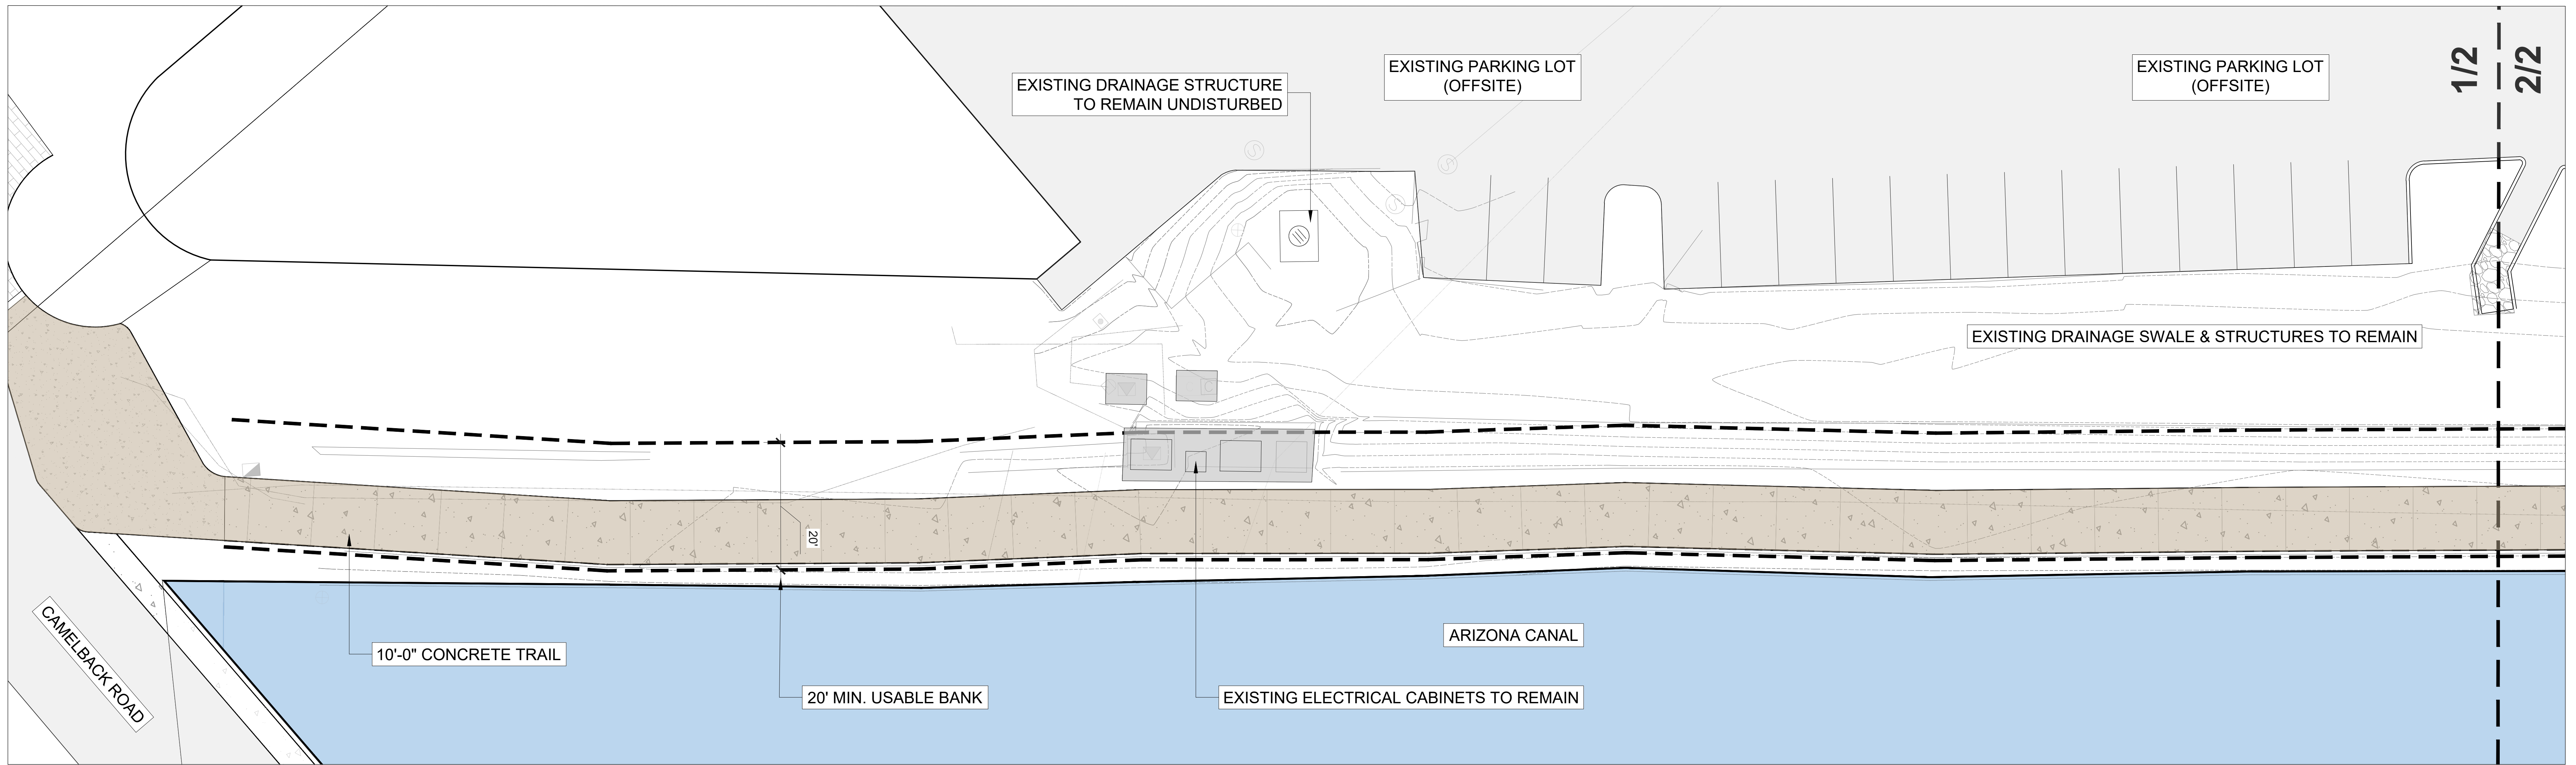 EXISTING DRAINAGE STRUCTURE
TO REMAIN UNDISTURBED
EXISTING PARKING LOT
(OFFSITE)
EXISTING PARKING LOT
(OFFSITE)
1/2
2/2
S
S
S
EXISTING DRAINAGE SWALE & STRUCTURES TO REMAIN
C
20'
CAMELBACK ROAD
10'-0" CONCRETE TRAIL
20' MIN. USABLE BANK
ARIZONA CANAL
EXISTING ELECTRICAL CABINETS TO REMAIN